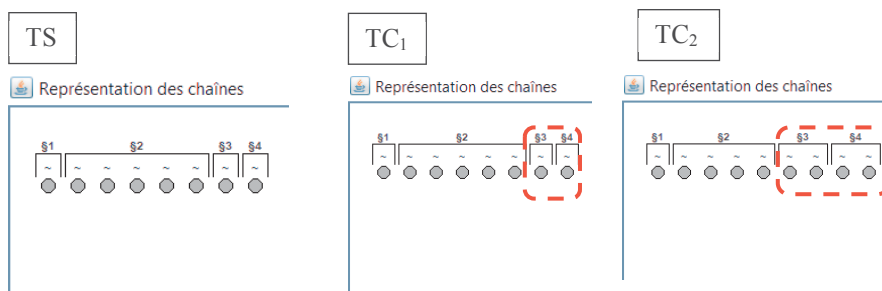 TS
TC₁
TC₂
Représentation des chaînes
Représentation des chaînes
Représentation des chaînes
§1 §2 §3 §4
§1 §2 §3 §4
§1 §2 §3 §4
~ ~ ~ ~ ~ ~ ~ ~
~ ~ ~ ~ ~ ~ ~ ~
~ ~ ~ ~ ~ ~ ~ ~ ~